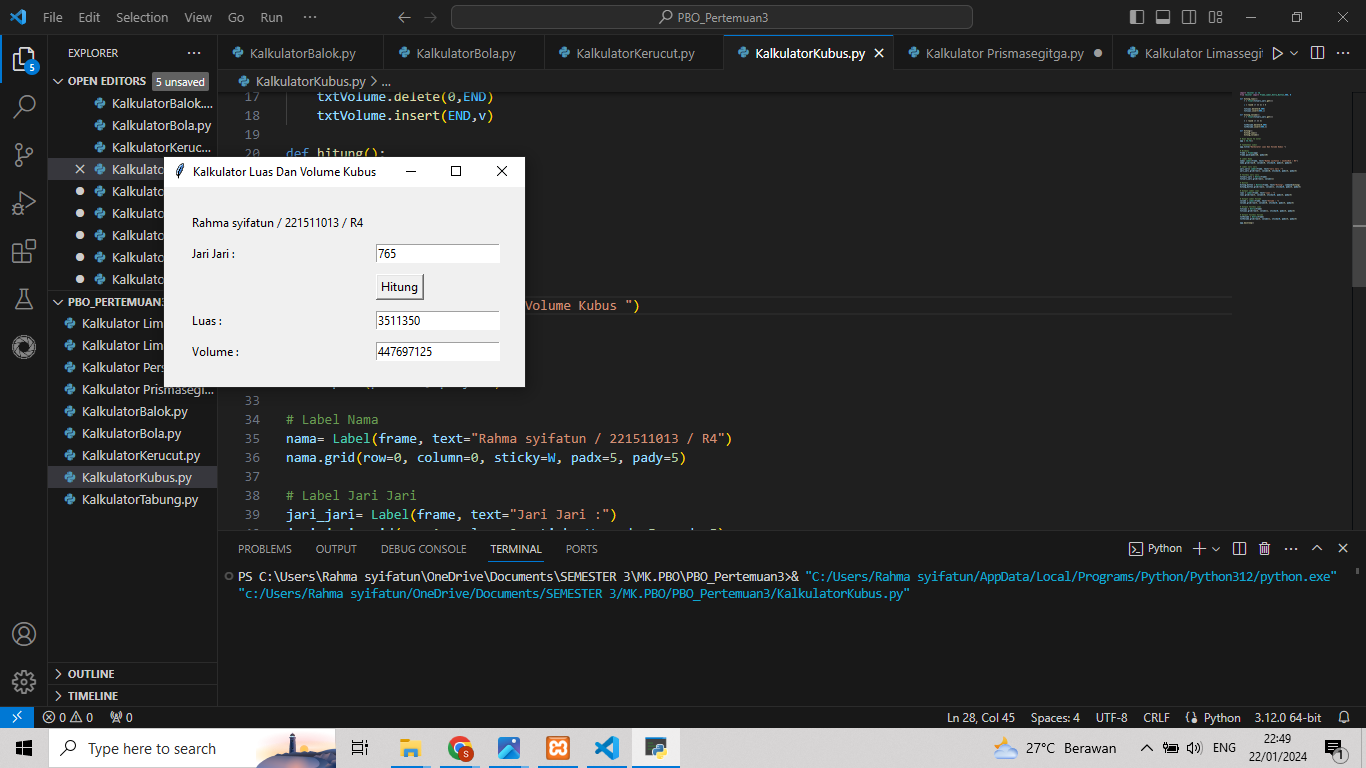 File Edit Selection View Go Run ··· PBO_Pertemuan3
EXPLORER ···
OPEN EDITORS 5 unsaved
KalkulatorBalok....
KalkulatorBola.py
KalkulatorKeruc...
Kalkulato
Kalkulato
Kalkulato
Kalkulato
Kalkulato
Kalkulato
PBO_PERTEMUAN3
Kalkulator Lim
Kalkulator Lim
Kalkulator Pers
Kalkulator Prismasegi...
KalkulatorBalok.py
KalkulatorBola.py
KalkulatorKerucut.py
KalkulatorKubus.py
KalkulatorTabung.py
OUTLINE
TIMELINE
5
KalkulatorBalok.py KalkulatorBola.py KalkulatorKerucut.py KalkulatorKubus.py Kalkulator Prismasegitga.py Kalkulator Limassegi
KalkulatorKubus.py > ...
17 txtVolume.delete(0,END)
18 txtVolume.insert(END,v)
19
20 def hitung():
Volume Kubus ")
33
34 # Label Nama
35 nama= Label(frame, text="Rahma syifatun / 221511013 / R4")
36 nama.grid(row=0, column=0, sticky=W, padx=5, pady=5)
37
38 # Label Jari Jari
39 jari_jari= Label(frame, text="Jari Jari :")
Kalkulator Luas Dan Volume Kubus
Rahma syifatun / 221511013 / R4
Jari Jari : 765
Hitung
Luas : 3511350
Volume : 447697125
PROBLEMS OUTPUT DEBUG CONSOLE TERMINAL PORTS Python
PS C:\Users\Rahma syifatun\OneDrive\Documents\SEMESTER 3\MK.PBO\PBO_Pertemuan3>& "C:/Users/Rahma syifatun/AppData/Local/Programs/Python/Python312/python.exe"
"c:/Users/Rahma syifatun/OneDrive/Documents/SEMESTER 3/MK.PBO/PBO_Pertemuan3/KalkulatorKubus.py"
0 0 0 Ln 28, Col 45 Spaces: 4 UTF-8 CRLF Python 3.12.0 64-bit
Type here to search 27°C Berawan ENG 22:49
22/01/2024 1